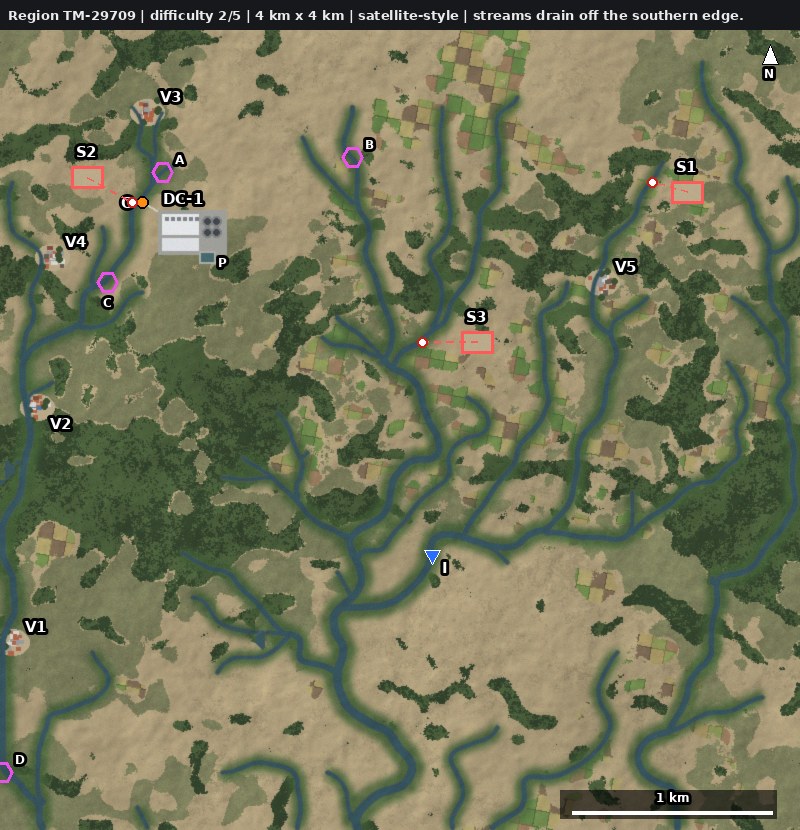 Region TM-29709 | difficulty 2/5 | 4 km x 4 km | satellite-style | streams drain off the southern edge.
N
V3
S2
A
B
S1
DC-1
V4
P
V5
C
S3
V2
I
V1
D
1 km